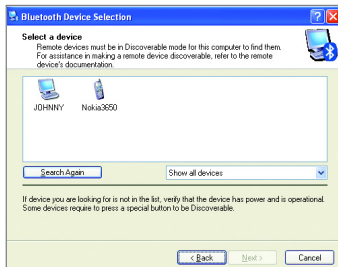 Bluetooth Device Selection
Select a device
Remote devices must be in Discoverable mode for this computer to find them.
For assistance in making a remote device discoverable, refer to the remote
device's documentation.
JOHNNY
Nokia3650
Search Again
Show all devices
If device you are looking for is not in the list, verify that the device has power and is operational.
Some devices require to press a special button to be Discoverable.
< Back
Next >
Cancel